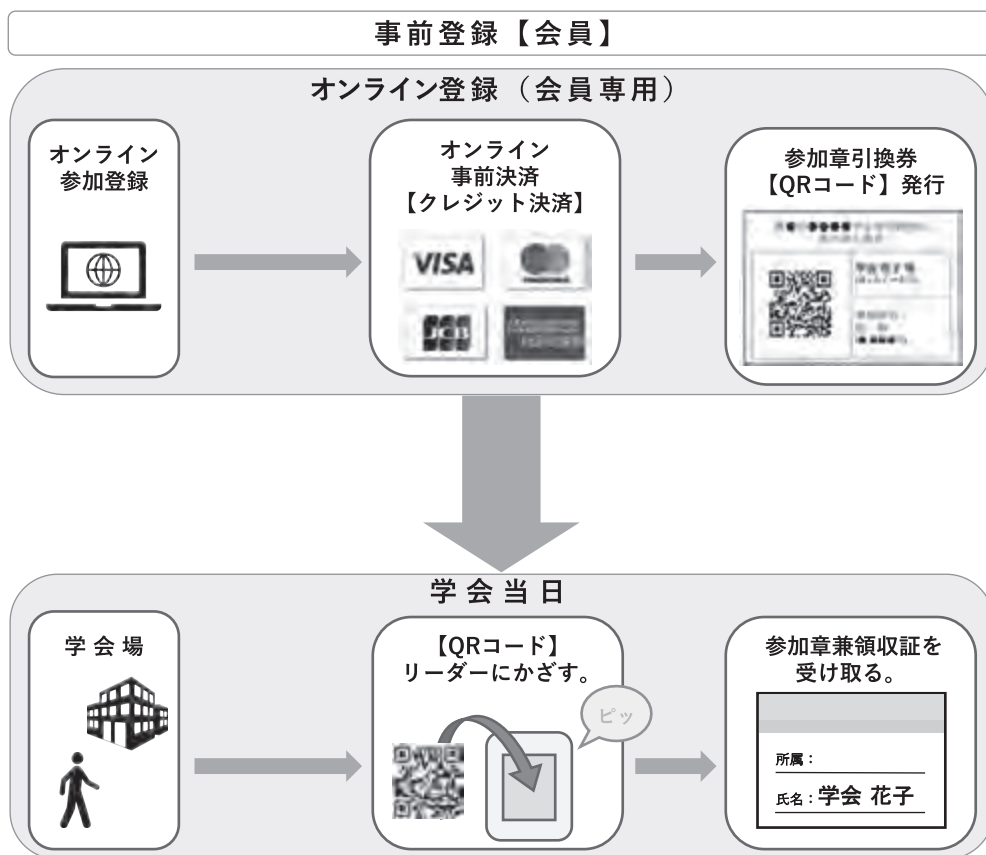 事前登録【会員】
オンライン登録（会員専用）
オンライン
参加登録
オンライン
事前決済
【クレジット決済】
VISA
JCB
参加章引換券
【QRコード】発行
学会当日
学会場
【QRコード】
リーダーにかざす。
ピッ
参加章兼領収証を
受け取る。
所属：
氏名：学会 花子